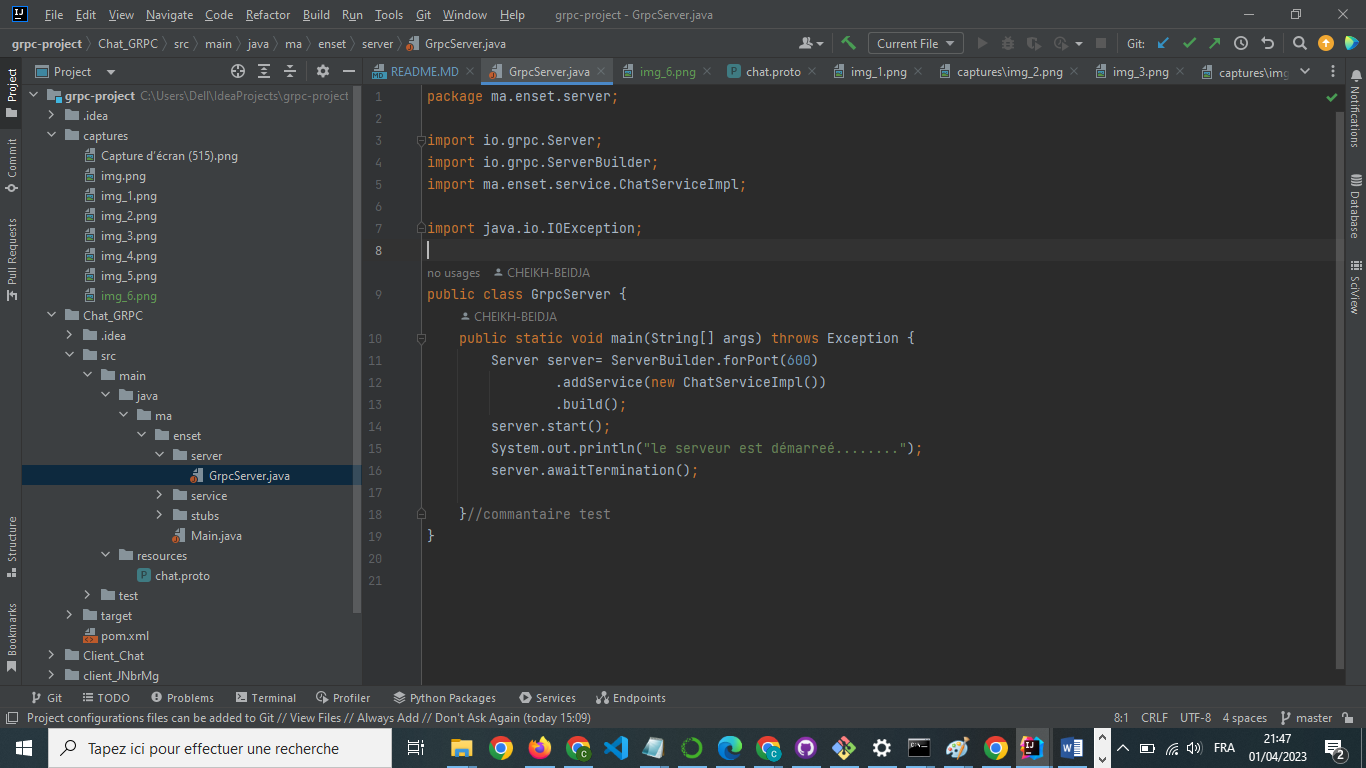 File Edit View Navigate Code Refactor Build Run Tools Git Window Help grpc-project - GrpcServer.java
grpc-project Chat_GRPC src main java ma enset server GrpcServer.java Current File Git:
Project
README.MD GrpcServer.java img_6.png chat.proto img_1.png captures\img_2.png img_3.png captures\img
Project
Commit
Pull Requests
Structure
Bookmarks
grpc-project C:\Users\Dell\IdeaProjects\grpc-project
.idea
captures
Capture d'écran (515).png
img.png
img_1.png
img_2.png
img_3.png
img_4.png
img_5.png
img_6.png
Chat_GRPC
.idea
src
main
java
ma
enset
server
GrpcServer.java
service
stubs
Main.java
resources
chat.proto
test
target
pom.xml
Client_Chat
client_JNbrMg
1 package ma.enset.server;
2
3 import io.grpc.Server;
4 import io.grpc.ServerBuilder;
5 import ma.enset.service.ChatServiceImpl;
6
7 import java.io.IOException;
8
no usages CHEIKH-BEIDJA
9 public class GrpcServer {
CHEIKH-BEIDJA
10 public static void main(String[] args) throws Exception {
11 Server server= ServerBuilder.forPort(600)
12 .addService(new ChatServiceImpl())
13 .build();
14 server.start();
15 System.out.println("le serveur est démarreé........");
16 server.awaitTermination();
17
18 }//commantaire test
19 }
20
21
Notifications
Database
SciView
Git TODO Problems Terminal Profiler Python Packages Services Endpoints
Project configurations files can be added to Git // View Files // Always Add // Don't Ask Again (today 15:09) 8:1 CRLF UTF-8 4 spaces master
Tapez ici pour effectuer une recherche
FRA
21:47
01/04/2023
2